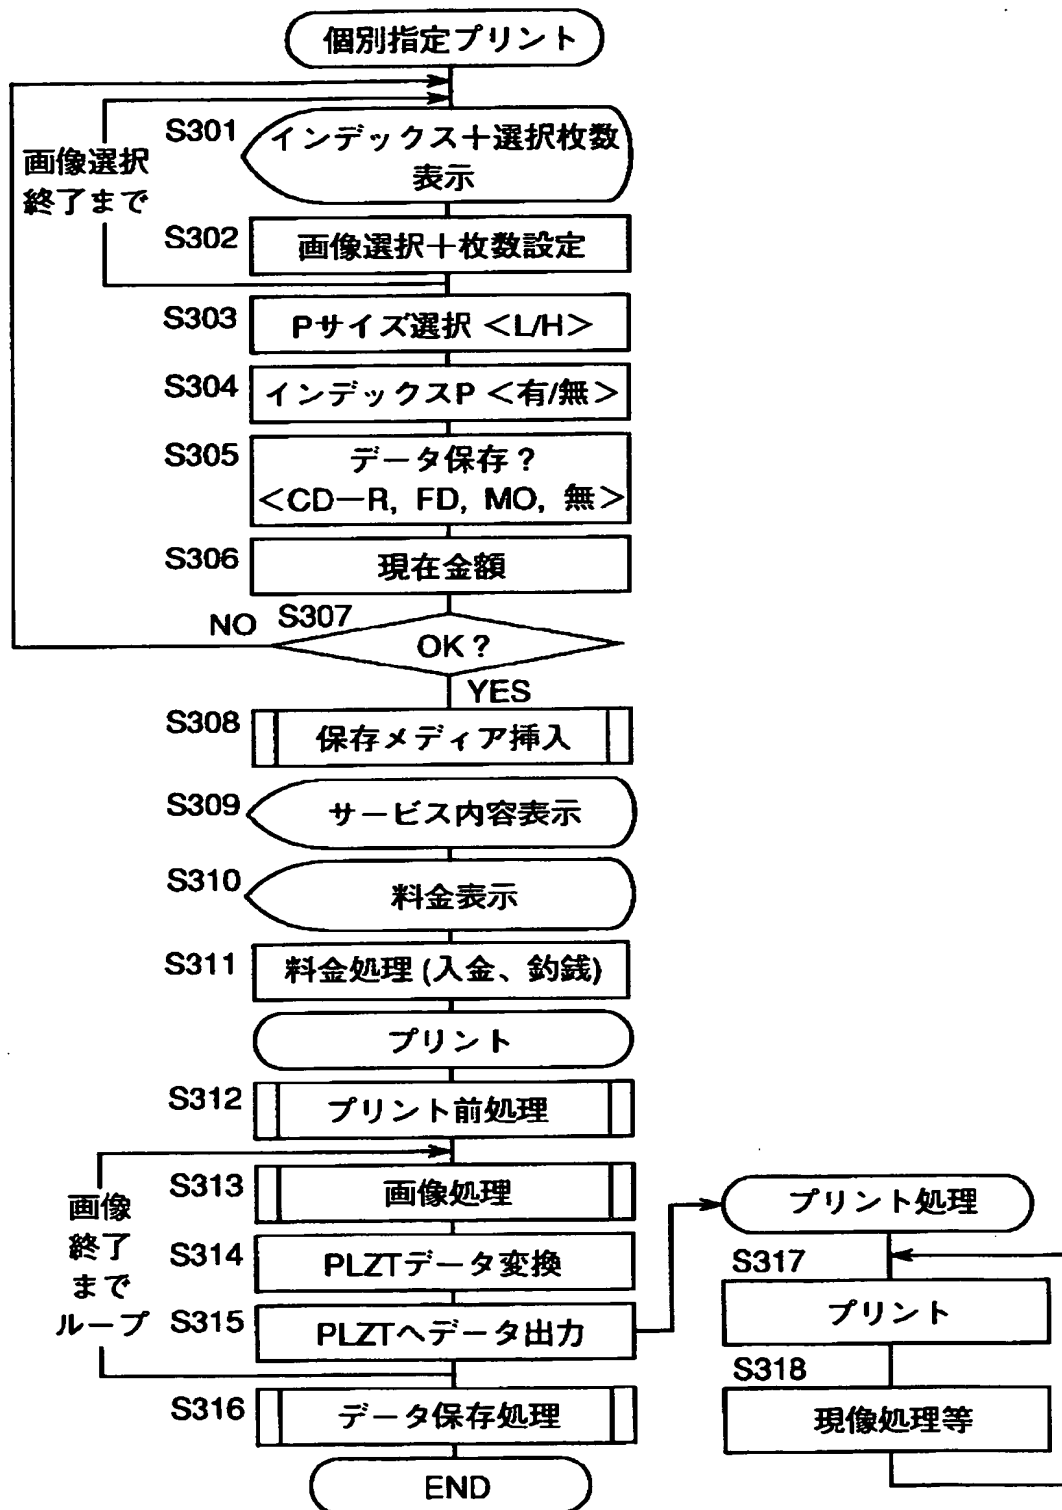 個別指定プリント
S301
インデックス+選択枚数
表示
画像選択
終了まで
S302
画像選択+枚数設定
S303
Pサイズ選択 <L/H>
S304
インデックスP <有/無>
S305
データ保存?
<CD―R, FD, MO, 無>
S306
現在金額
NO
S307
OK?
YES
S308
保存メディア挿入
S309
サービス内容表示
S310
料金表示
S311
料金処理 (入金、釣銭)
プリント
S312
プリント前処理
画像
終了
まで
ループ
S313
画像処理
S314
PLZTデータ変換
S315
PLZTへデータ出力
S316
データ保存処理
END
プリント処理
S317
プリント
S318
現像処理等